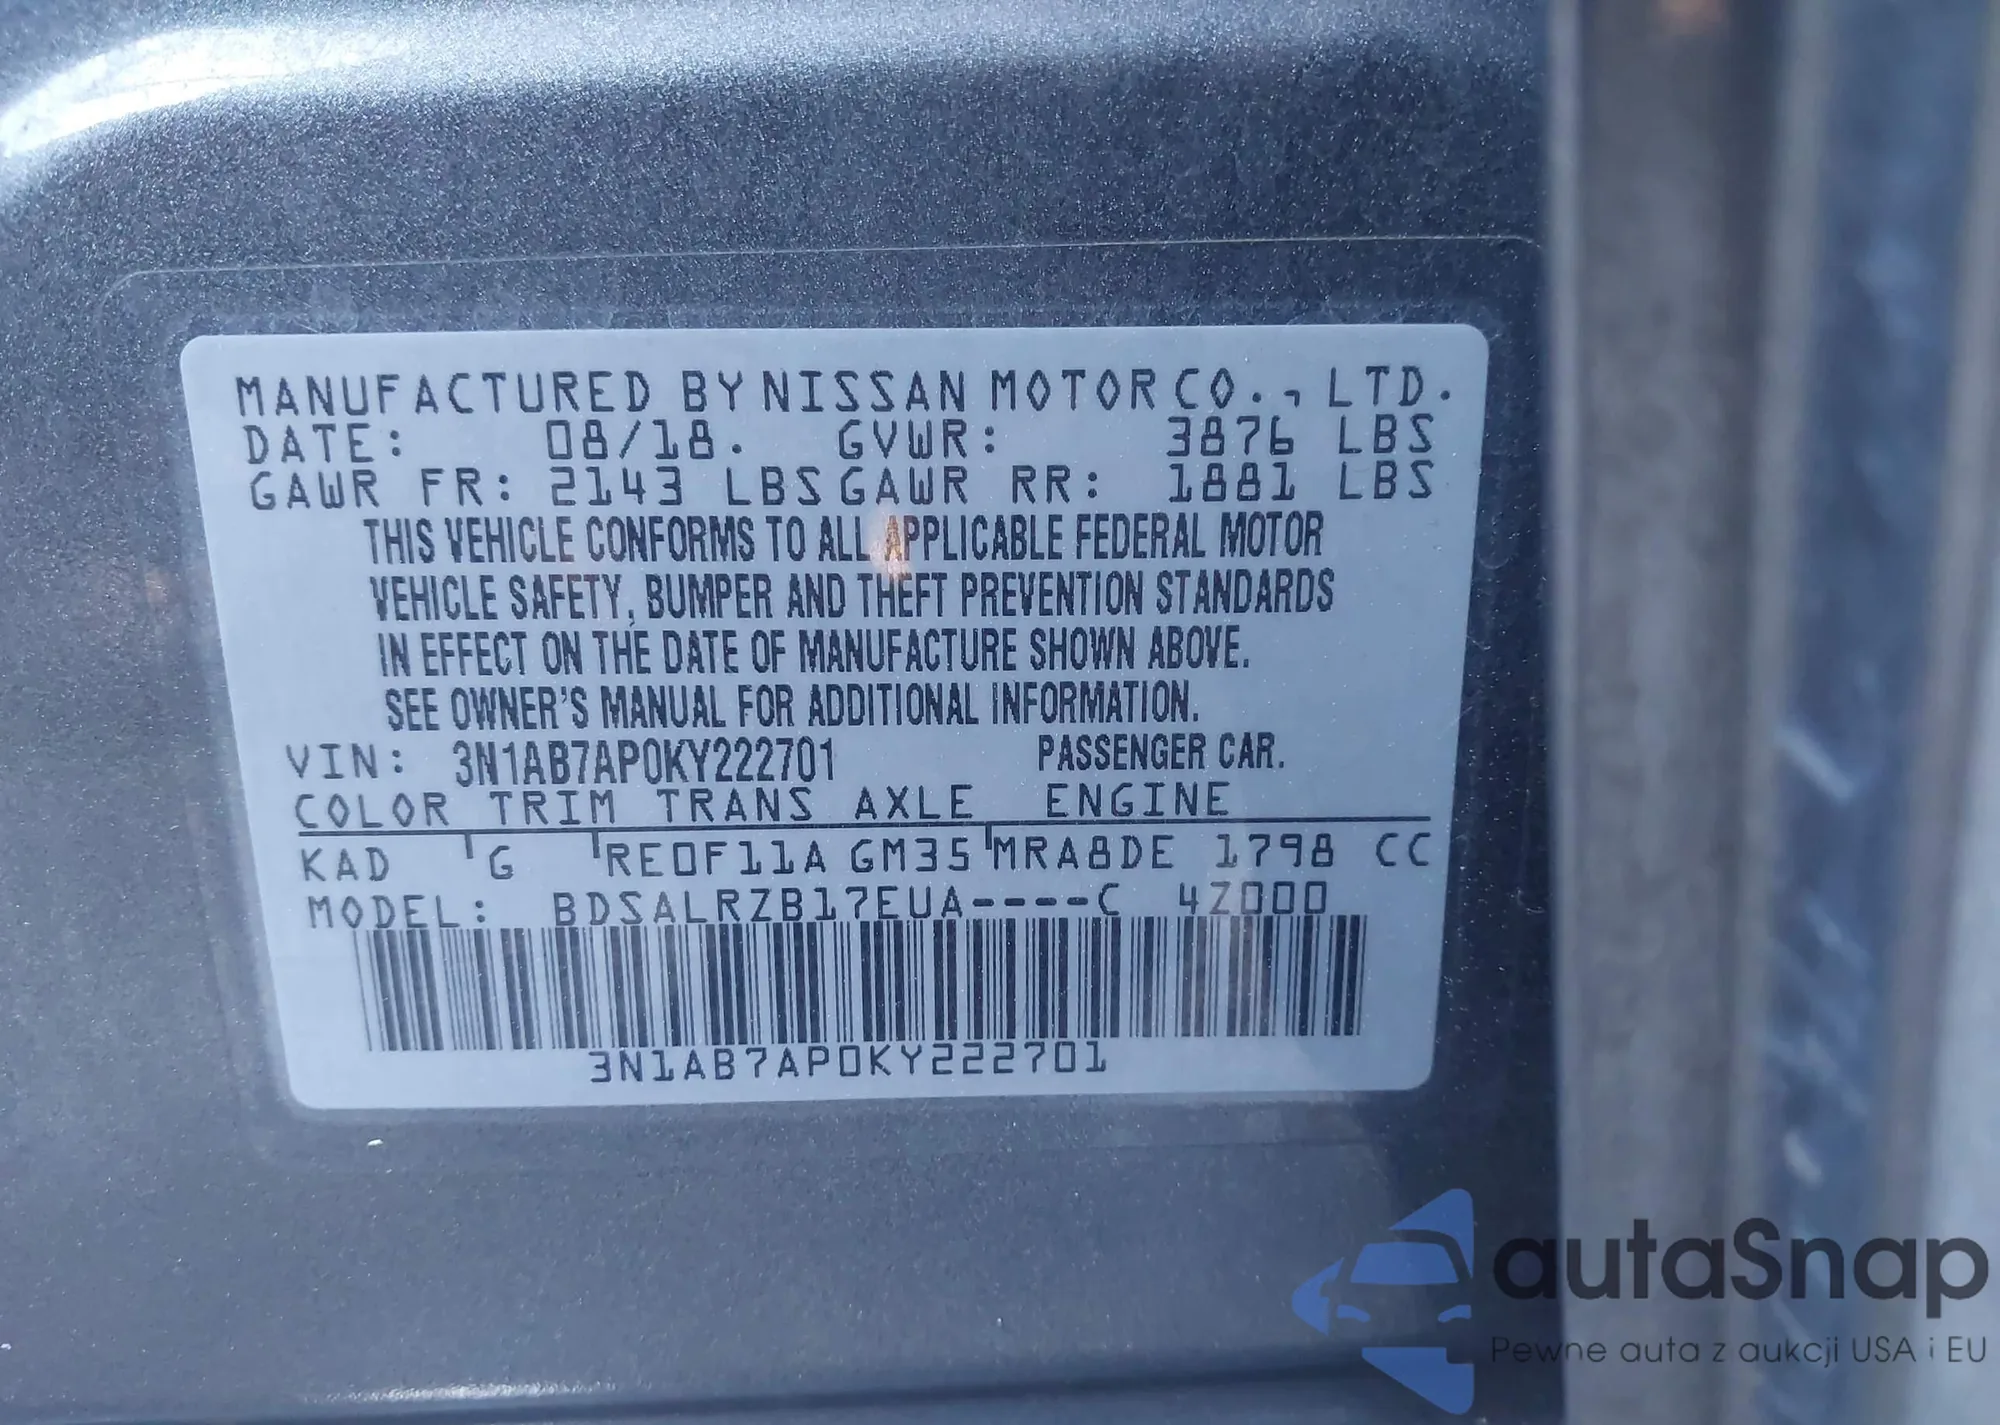 MANUFACTURED BY NISSAN MOTOR CO., LTD.
DATE: 08/18. GVWR: 3876 LBS
GAWR FR: 2143 LBS GAWR RR: 1881 LBS
THIS VEHICLE CONFORMS TO ALL APPLICABLE FEDERAL MOTOR
VEHICLE SAFETY, BUMPER AND THEFT PREVENTION STANDARDS
IN EFFECT ON THE DATE OF MANUFACTURE SHOWN ABOVE.
SEE OWNER'S MANUAL FOR ADDITIONAL INFORMATION.
VIN: 3N1AB7AP0KY222701 PASSENGER CAR.
COLOR TRIM TRANS AXLE ENGINE
KAD G RE0F11A GM35 MRA8DE 1798 CC
MODEL: BDSALRZB17EUA----C 4Z000
3N1AB7AP0KY222701
autaSnap
Pewne auta z aukcji USA i EU